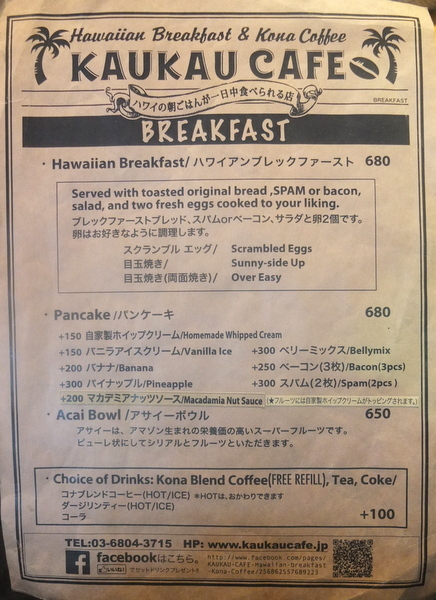 Hawaiian Breakfast & Kona Coffee
KAUKAU CAFE
ハワイの朝ごはんが一日中食べられる店
BREAKFAST
BREAKFAST
・Hawaiian Breakfast/ハワイアンブレックファースト 680
Served with toasted original bread ,SPAM or bacon,
salad, and two fresh eggs cooked to your liking.
ブレックファーストブレッド、スパムorベーコン、サラダと卵2個です。
卵はお好きなように調理します。
スクランブル エッグ/ Scrambled Eggs
目玉焼き/ Sunny-side Up
目玉焼き(両面焼き)/ Over Easy
・Pancake/パンケーキ 680
+150 自家製ホイップクリーム/Homemade Whipped Cream
+150 バニラアイスクリーム/Vanilla Ice +300 ベリーミックス/Bellymix
+200 バナナ/Banana +250 ベーコン(3枚)/Bacon(3pcs)
+300 パイナップル/Pineapple +300 スパム(2枚)/Spam(2pcs)
+200 マカデミアナッツソース/Macadamia Nut Sauce (★フルーツには自家製ホイップクリームがトッピングされます。)
・Acai Bowl /アサイーボウル 650
アサイーは、アマゾン生まれの栄養価の高いスーパーフルーツです。
ピューレ状にしてシリアルとフルーツといただきます。
Choice of Drinks: Kona Blend Coffee(FREE REFILL), Tea, Coke/
コナブレンドコーヒー(HOT/ICE) ※HOTは、おかわりできます
ダージリンティー(HOT/ICE)
コーラ +100
TEL:03-6804-3715 HP: www.kaukaucafe.jp
f facebookはこちら。
いいね!
http://www.facebook.com/pages/
KAUKAU-CAFE-Hawaiian-breakfast